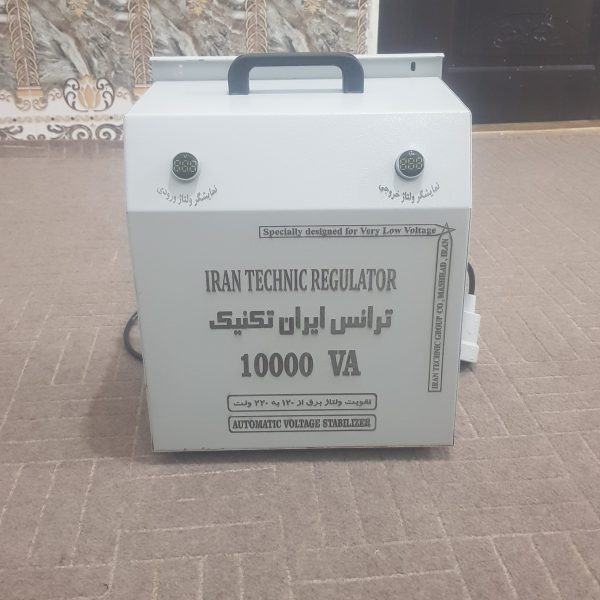 نمایشگر ولتاژ ورودی
نمایشگر ولتاژ خروجی
Specially designed for Very Low Voltage
IRAN TECHNIC GROUP CO, MASHHAD, IRAN
IRAN TECHNIC REGULATOR
ترانس ایران تکنیک
10000 VA
تقویت ولتاژ برق از ۱۲۰ به ۲۲۰ ولت
AUTOMATIC VOLTAGE STABILIZER